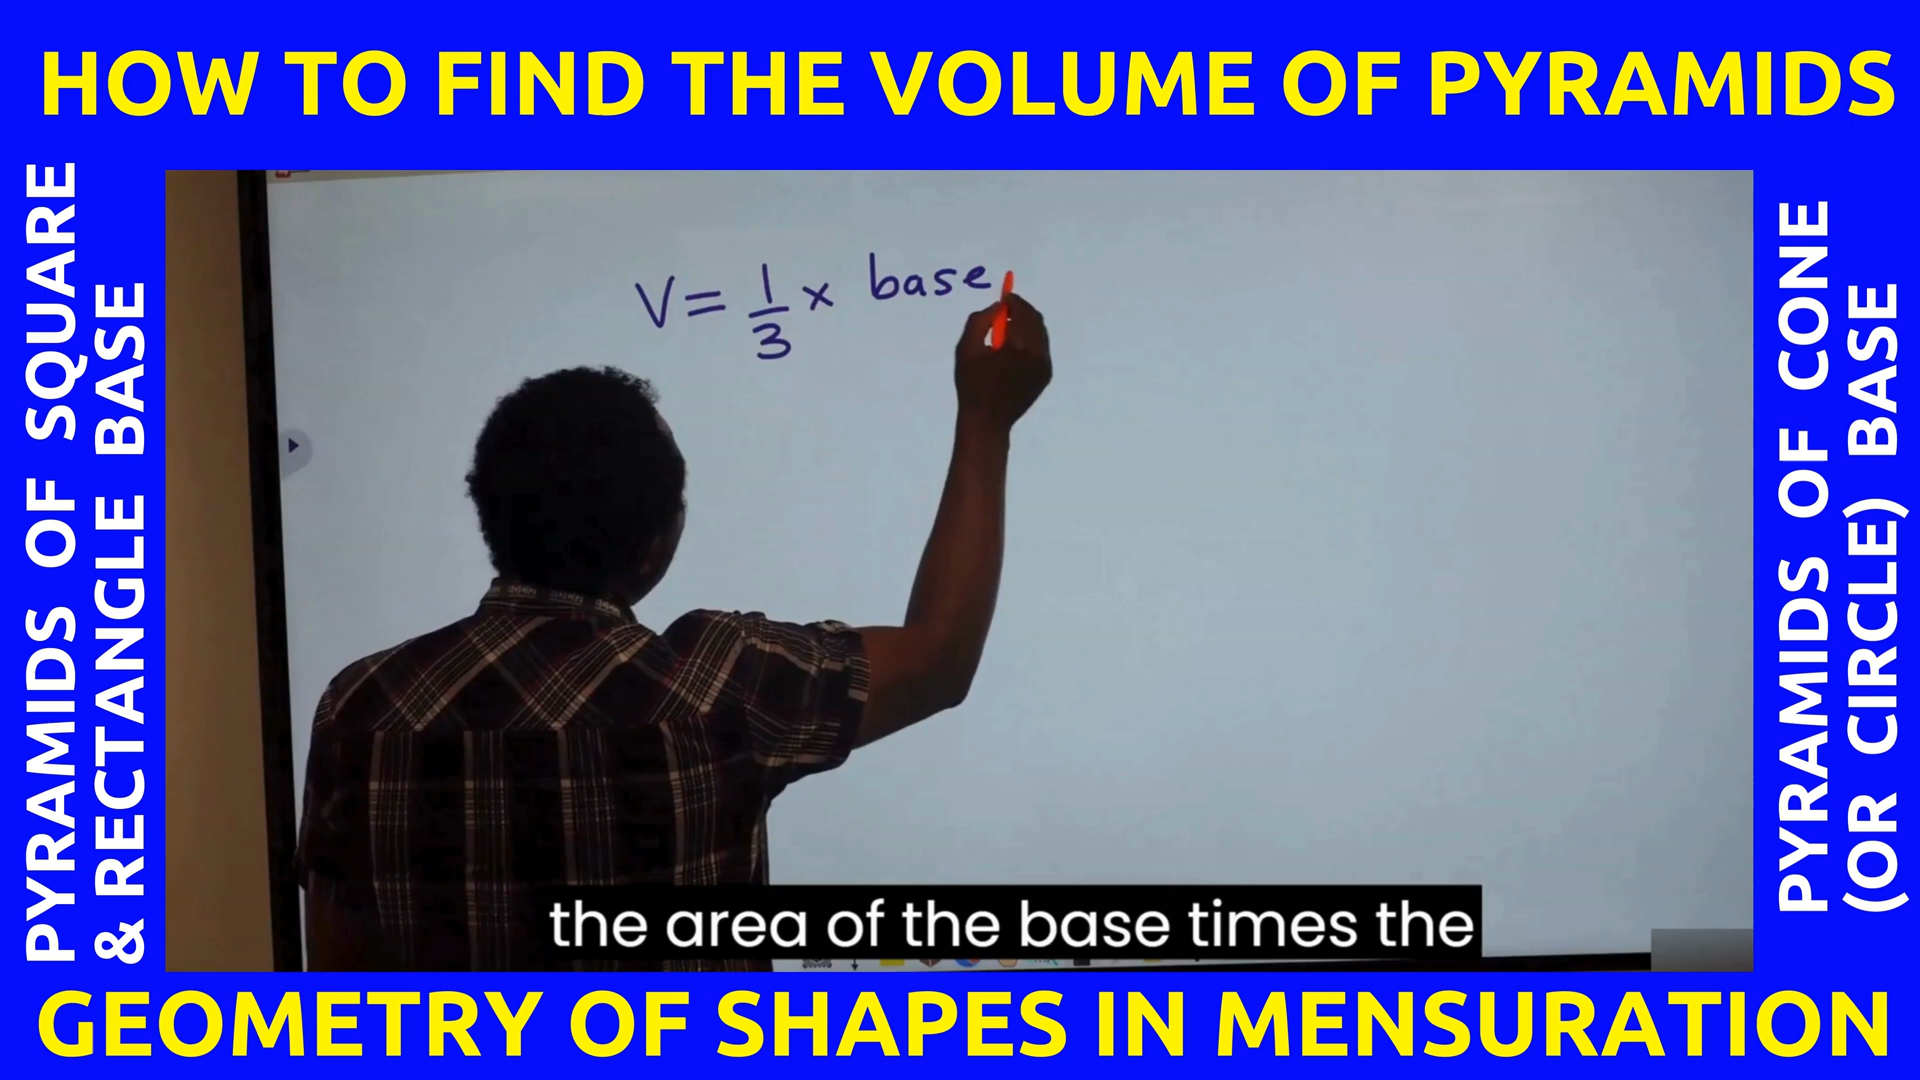 HOW TO FIND THE VOLUME OF PYRAMIDS
PYRAMIDS OF SQUARE
& RECTANGLE BASE
V = 1/3 x base
the area of the base times the
PYRAMIDS OF CONE
(OR CIRCLE) BASE
GEOMETRY OF SHAPES IN MENSURATION